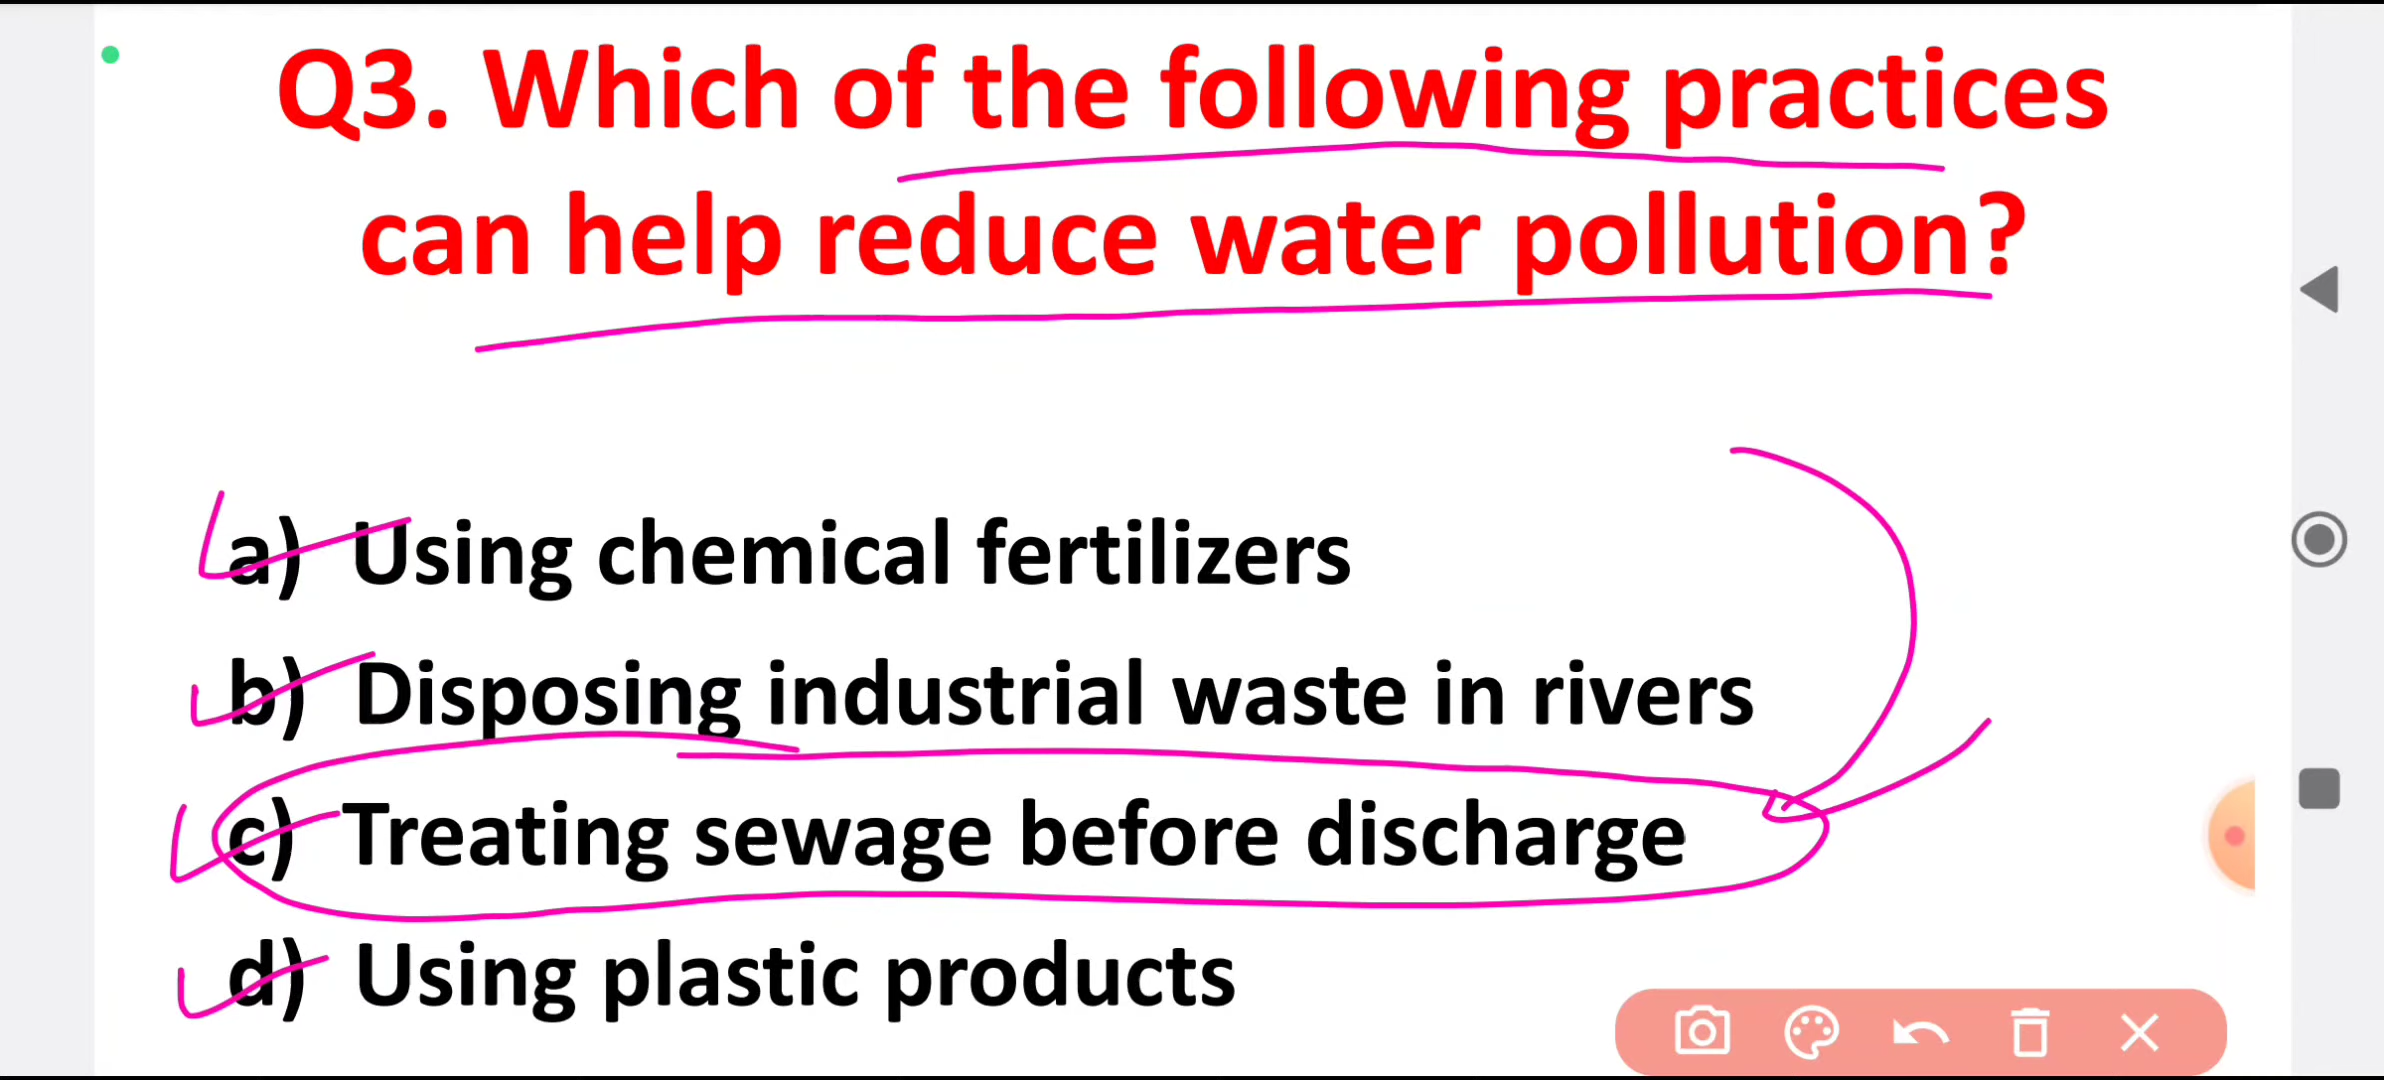 Q3. Which of the following practices
can help reduce water pollution?
a) Using chemical fertilizers
b) Disposing industrial waste in rivers
c) Treating sewage before discharge
d) Using plastic products